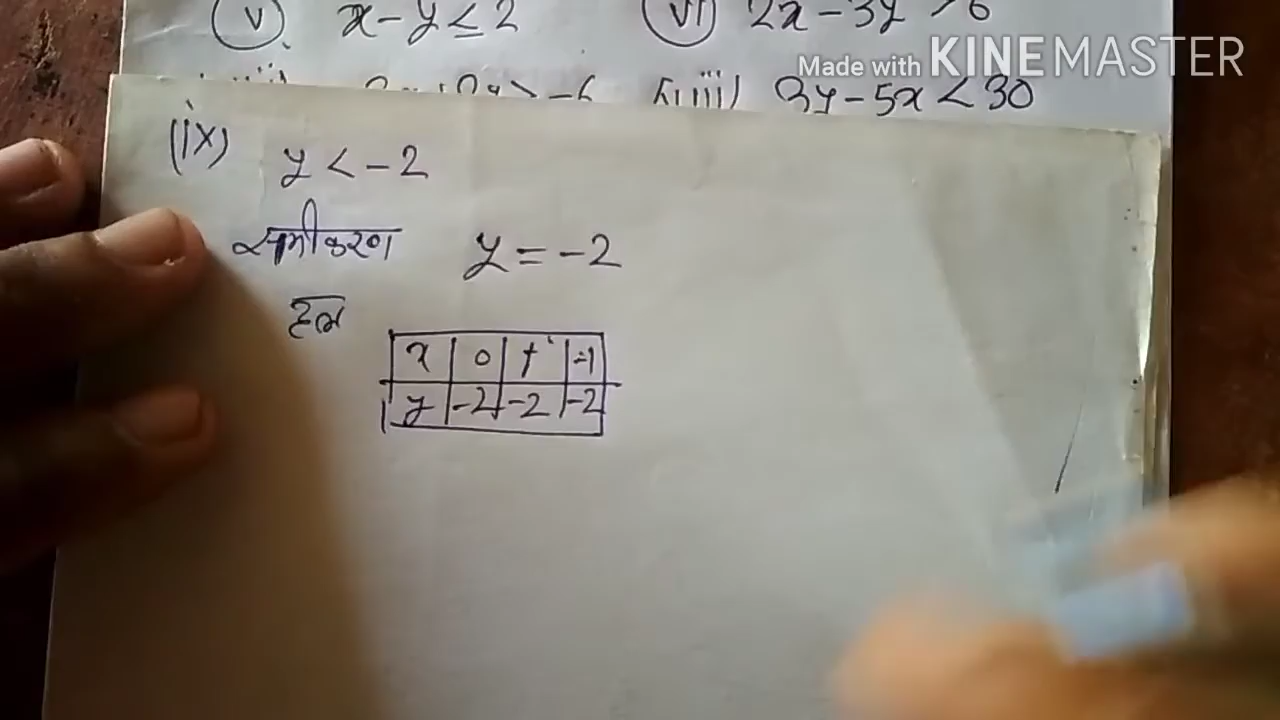 (v) x - y ≤ 2 (vi) 2x - 3y > 6
Made with KINEMASTER
> -6 (viii) 3y - 5x < 30
(ix) y < -2
समीकरण y = -2
हल
x 0 1 -1
y -2 -2 -2